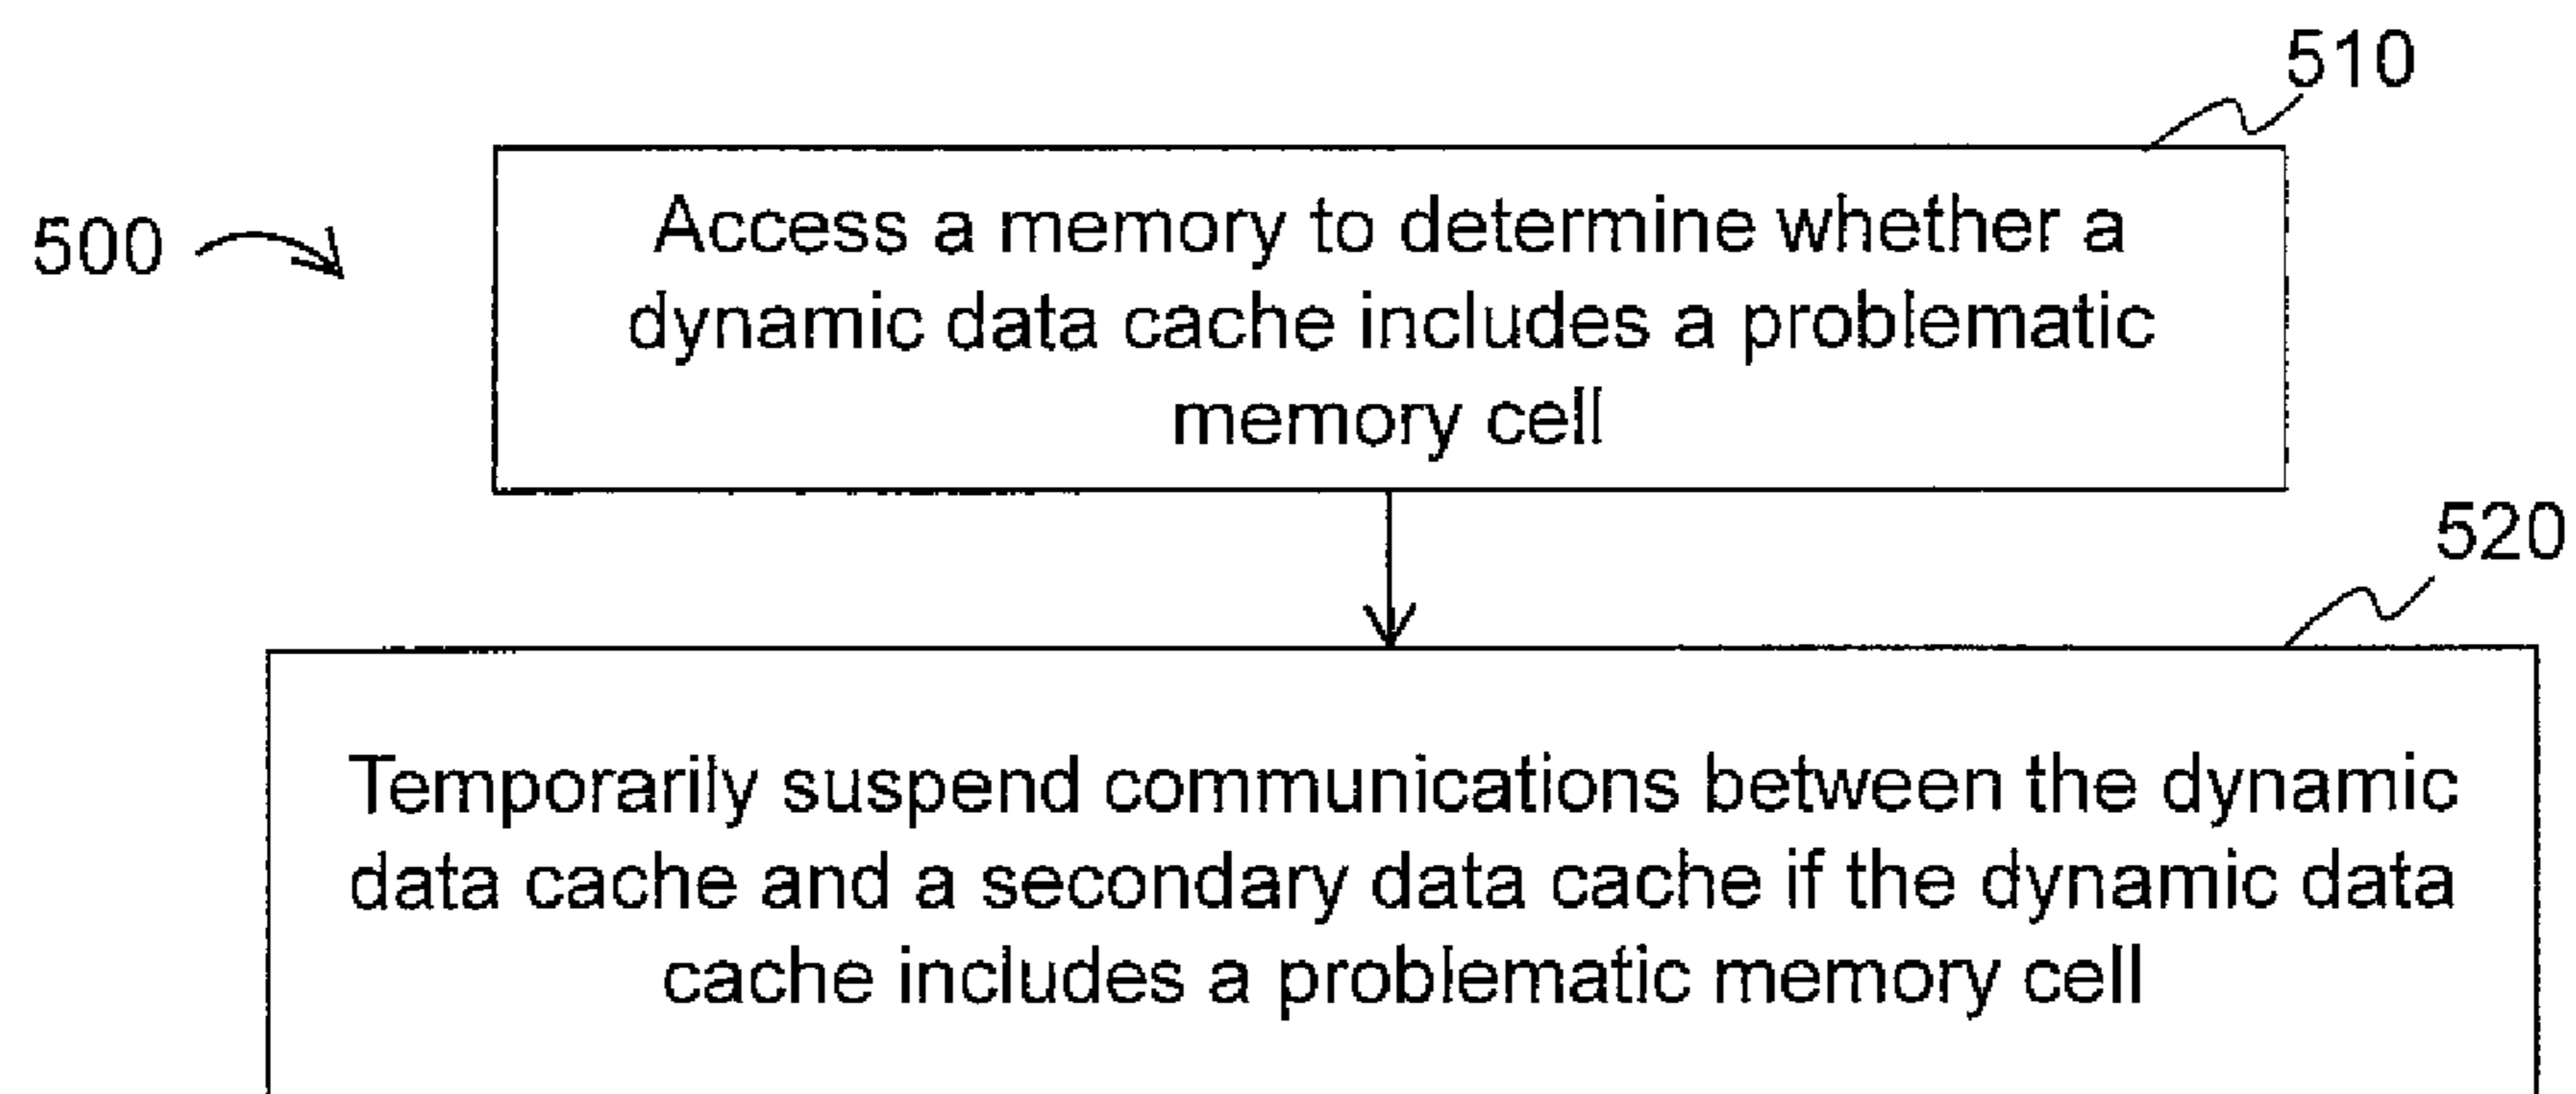 510
500
Access a memory to determine whether a
dynamic data cache includes a problematic
memory cell
520
Temporarily suspend communications between the dynamic
data cache and a secondary data cache if the dynamic data
cache includes a problematic memory cell